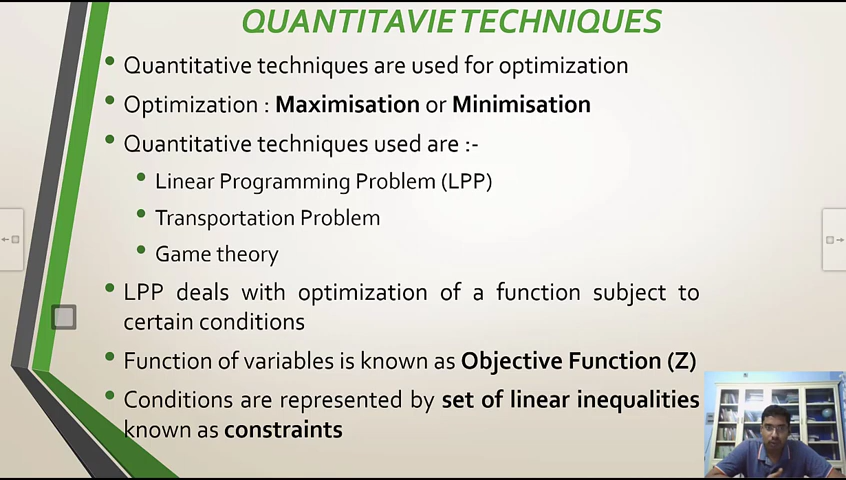 QUANTITAVIE TECHNIQUES
• Quantitative techniques are used for optimization
• Optimization : Maximisation or Minimisation
• Quantitative techniques used are :-
• Linear Programming Problem (LPP)
• Transportation Problem
• Game theory
• LPP deals with optimization of a function subject to
certain conditions
• Function of variables is known as Objective Function (Z)
• Conditions are represented by set of linear inequalities
known as constraints